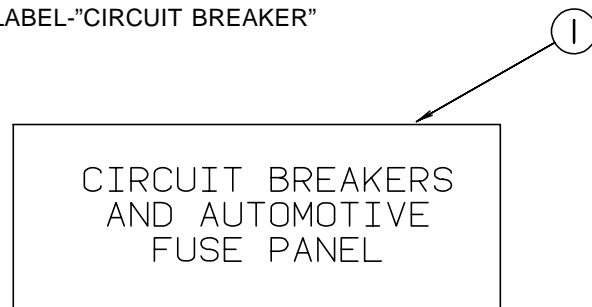 LABEL-"CIRCUIT BREAKER"
1
CIRCUIT BREAKERS
AND AUTOMOTIVE
FUSE PANEL